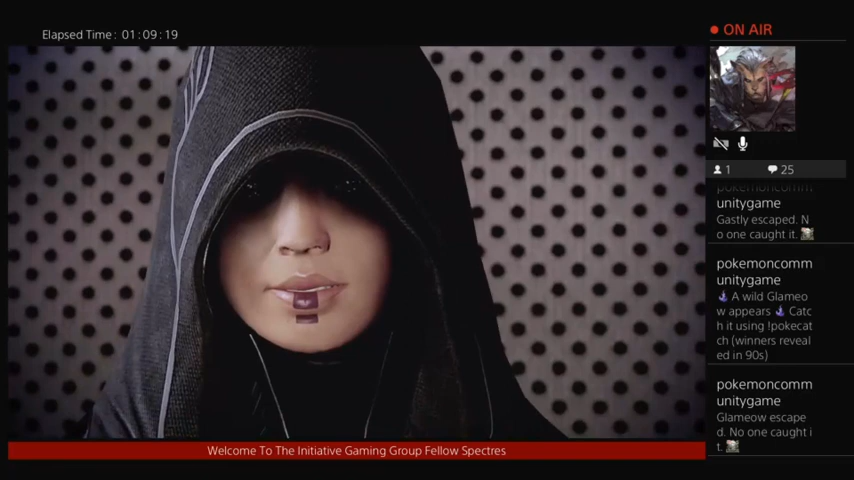 Elapsed Time: 01:09:19
ON AIR
1
25
pokemoncomm
unitygame
Gastly escaped. N
o one caught it.
pokemoncomm
unitygame
A wild Glameo
w appears Catc
h it using !pokecat
ch (winners reveal
ed in 90s)
pokemoncomm
unitygame
Glameow escape
d. No one caught i
t.
Welcome To The Initiative Gaming Group Fellow Spectres